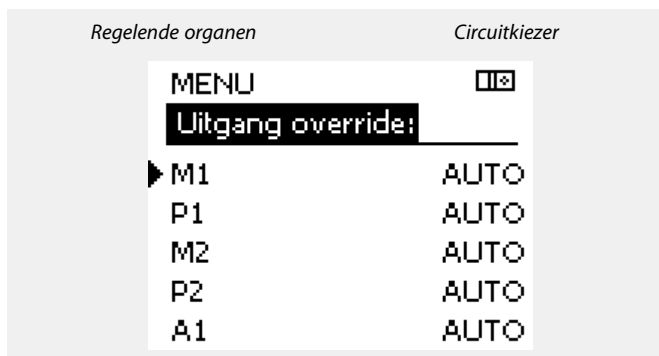 Regelende organen Circuitkiezer
MENU
Uitgang override:
M1 AUTO
P1 AUTO
M2 AUTO
P2 AUTO
A1 AUTO